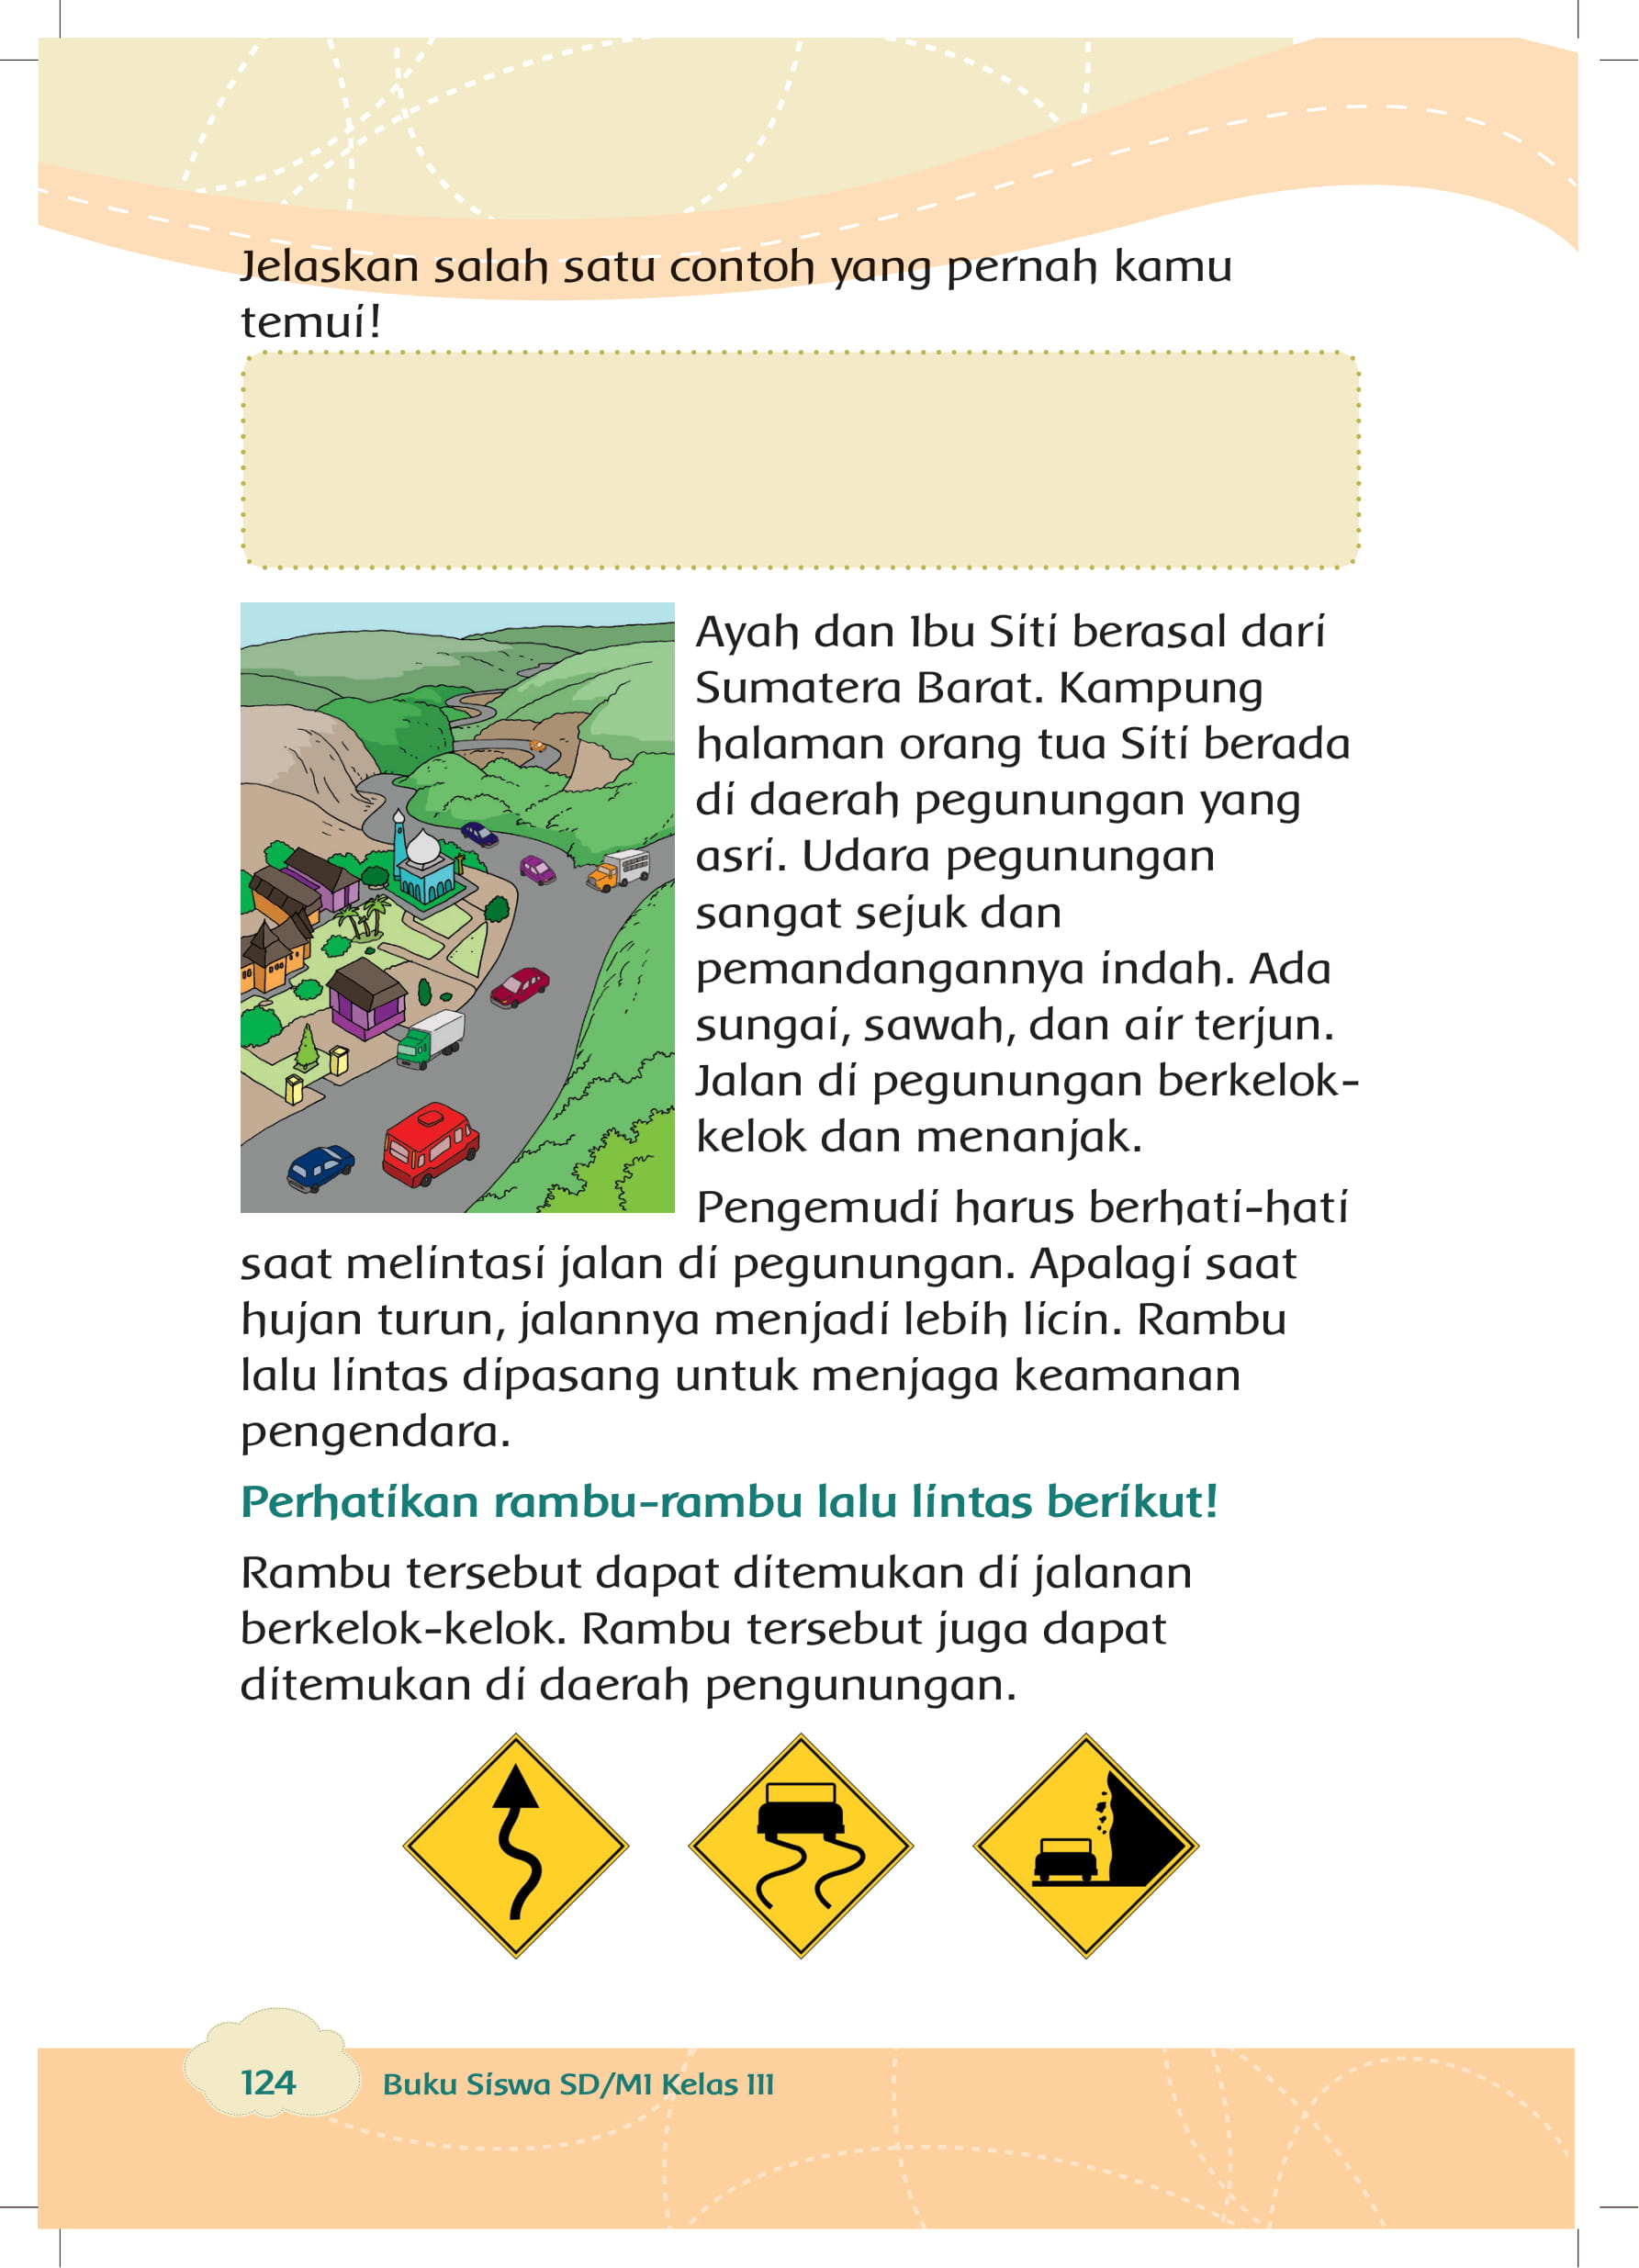 Jelaskan salah satu contoh yang pernah kamu
temui!
Ayah dan Ibu Siti berasal dari
Sumatera Barat. Kampung
halaman orang tua Siti berada
di daerah pegunungan yang
asri. Udara pegunungan
sangat sejuk dan
pemandangannya indah. Ada
sungai, sawah, dan air terjun.
Jalan di pegunungan berkelok-
kelok dan menanjak.
Pengemudi harus berhati-hati
saat melintasi jalan di pegunungan. Apalagi saat
hujan turun, jalannya menjadi lebih licin. Rambu
lalu lintas dipasang untuk menjaga keamanan
pengendara.
Perhatikan rambu-rambu lalu lintas berikut!
Rambu tersebut dapat ditemukan di jalanan
berkelok-kelok. Rambu tersebut juga dapat
ditemukan di daerah pengunungan.
124 Buku Siswa SD/MI Kelas III